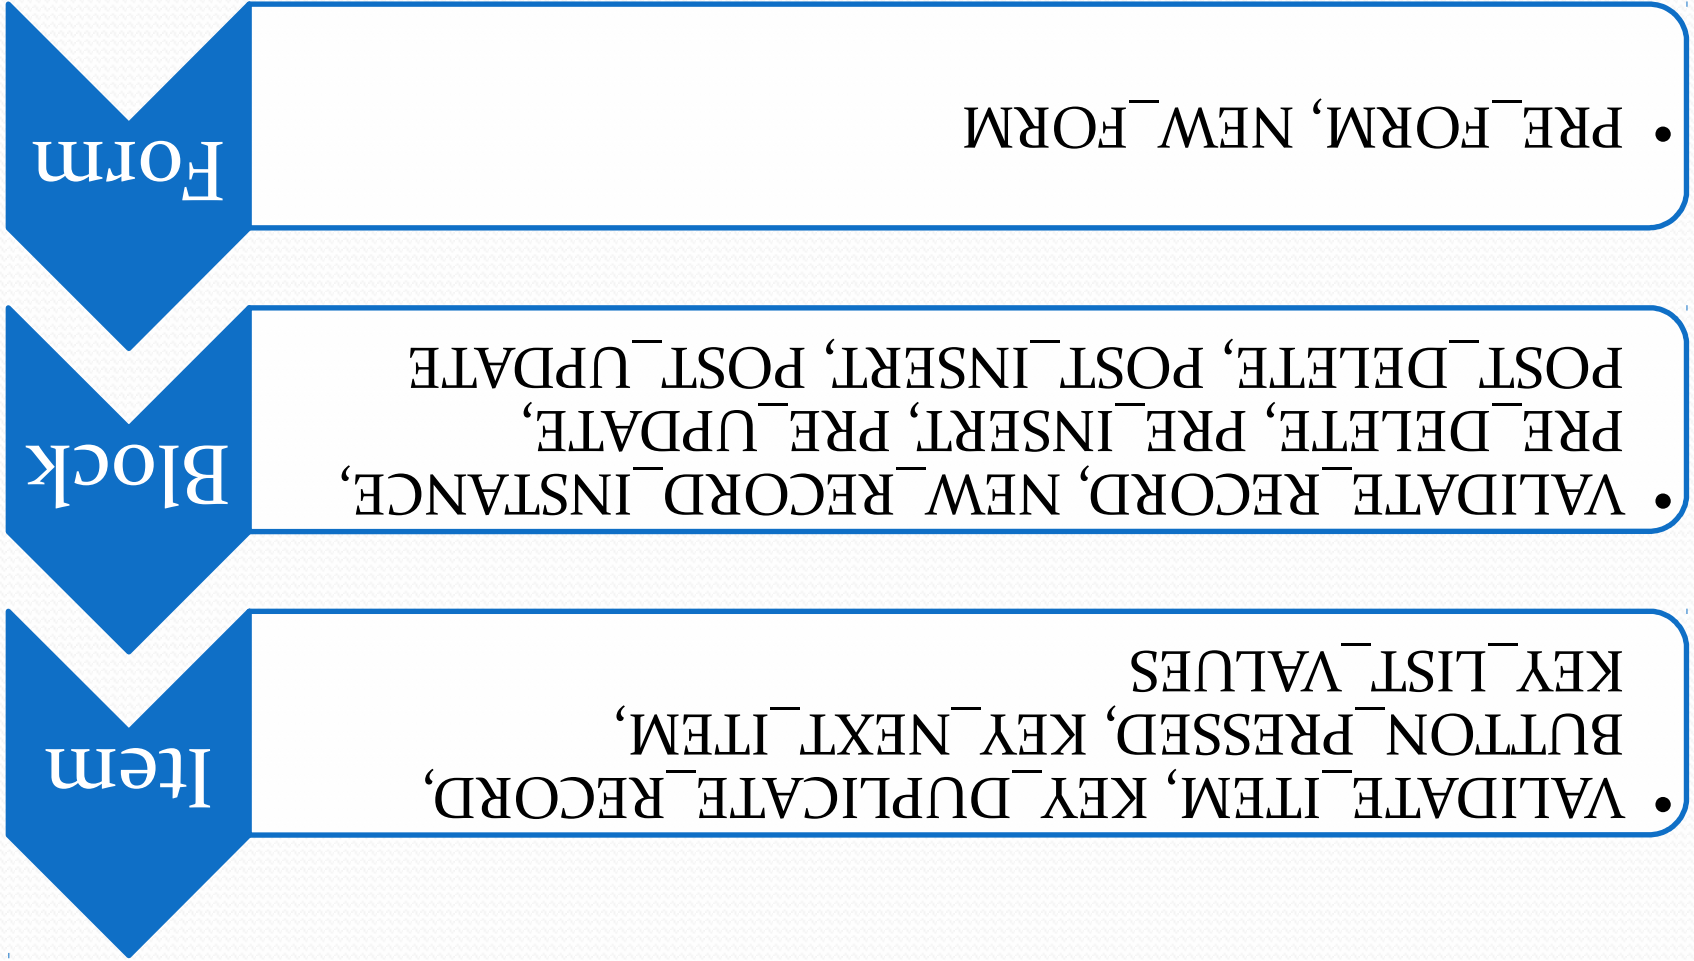 Form
• PRE_FORM, NEW_FORM
Block
• VALIDATE_RECORD, NEW_RECORD_INSTANCE,
PRE_DELETE, PRE_INSERT, PRE_UPDATE,
POST_DELETE, POST_INSERT, POST_UPDATE
Item
• VALIDATE_ITEM, KEY_DUPLICATE_RECORD,
BUTTON_PRESSED, KEY_NEXT_ITEM,
KEY_LIST_VALUES